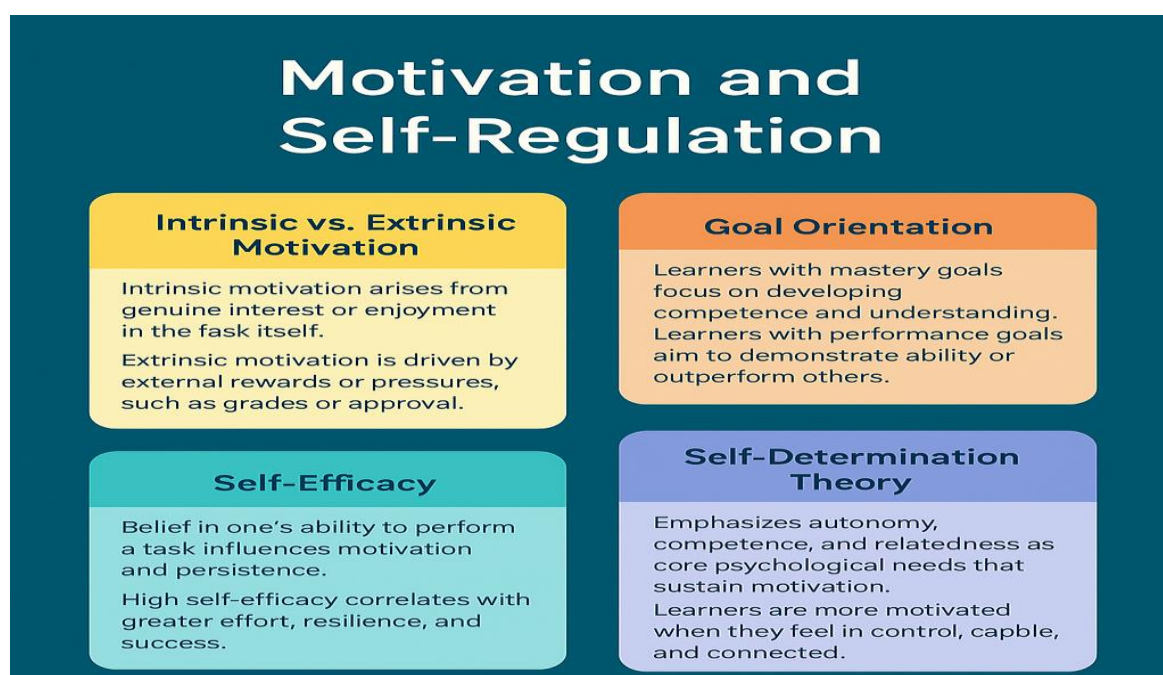 Motivation and
Self-Regulation
Intrinsic vs. Extrinsic
Motivation
Intrinsic motivation arises from
genuine interest or enjoyment
in the fask itself.
Extrinsic motivation is driven by
external rewards or pressures,
such as grades or approval.
Goal Orientation
Learners with mastery goals
focus on developing
competence and understanding.
Learners with performance goals
aim to demonstrate ability or
outperform others.
Self-Efficacy
Belief in one's ability to perform
a task influences motivation
and persistence.
High self-efficacy correlates with
greater effort, resilience, and
success.
Self-Determination
Theory
Emphasizes autonomy,
competence, and relatedness as
core psychological needs that
sustain motivation.
Learners are more motivated
when they feel in control, capble,
and connected.